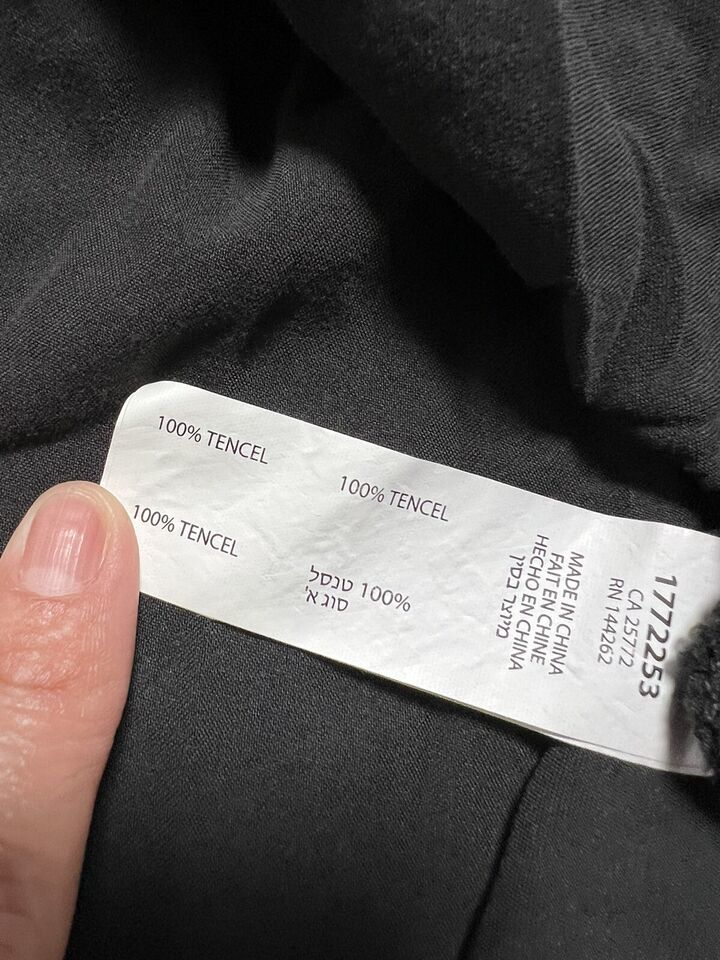 100% TENCEL
100% TENCEL
100% TENCEL
100% טנסל
סוג א'
MADE IN CHINA
FAIT EN CHINE
HECHO EN CHINA
מיוצר בסין
1772253
CA 25772
RN 144262